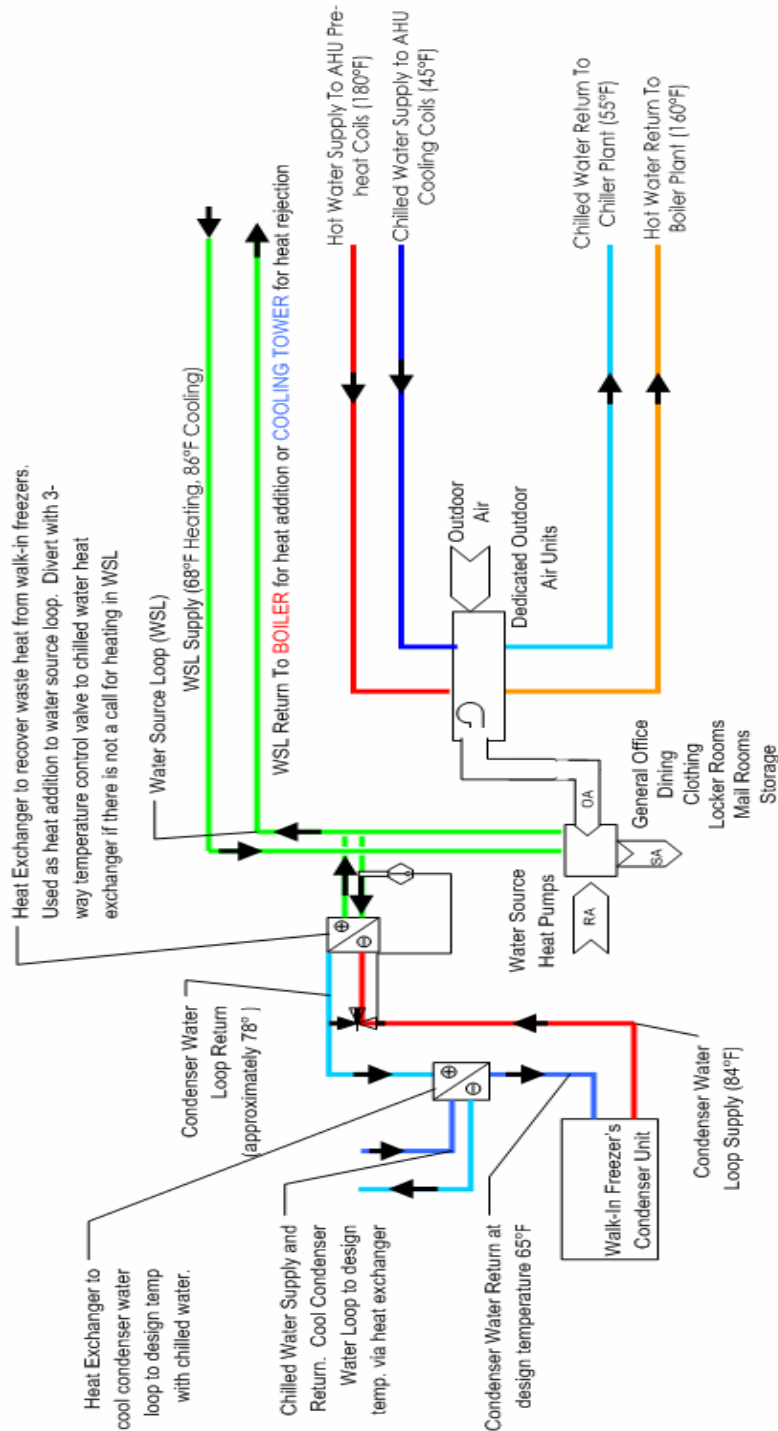 Heat Exchanger to
cool condenser water
loop to design temp
with chilled water.
Chilled Water Supply and
Return.  Cool Condenser
Water Loop to design
temp. via heat exchanger
Condenser Water Return at
design temperature 65°F
Walk-In Freezer's
Condenser Unit
Condenser Water
Loop Supply (84°F)
Condenser Water
Loop Return
(approximately 78° )
Heat Exchanger to recover waste heat from walk-in freezers.
Used as heat addition to water source loop.  Divert with 3-
way temperature control valve to chilled water heat
exchanger if there is not a call for heating in WSL
Water Source Loop (WSL)
WSL Supply (68°F Heating, 86°F Cooling)
WSL Return To BOILER for heat addition or COOLING TOWER for heat rejection
Water Source
Heat Pumps
RA
OA
SA
General Office
Dining
Clothing
Locker Rooms
Mail Rooms
Storage
Outdoor
Air
Dedicated Outdoor
Air Units
Hot Water Supply To AHU Pre-
heat Coils (180°F)
Chilled Water Supply to AHU
Cooling Coils (45°F)
Chilled Water Return To
Chiller Plant (55°F)
Hot Water Return To
Boiler Plant (160°F)